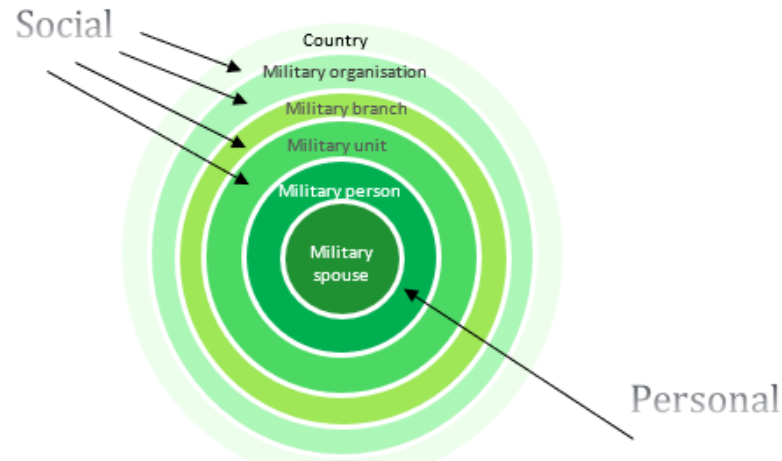 Social
Country
Military organisation
Military branch
Military unit
Military person
Military
spouse
Personal